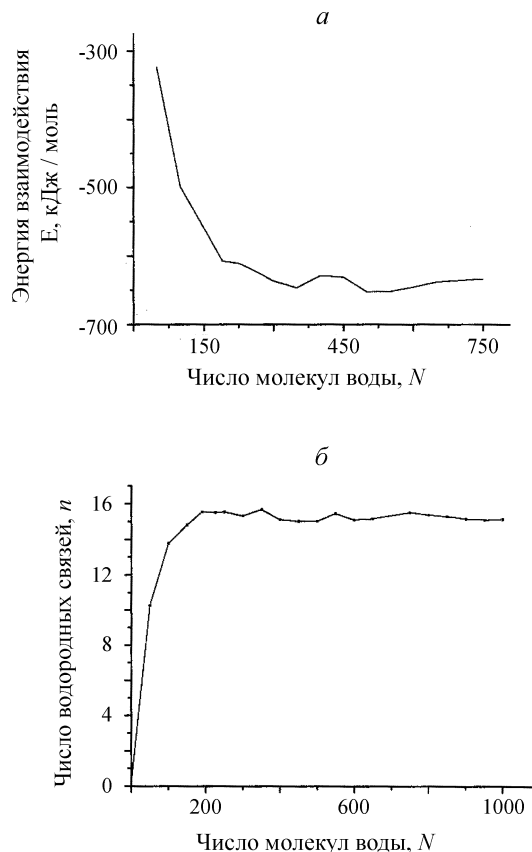 а
-300
-500
-700
Энергия взаимодействия
E, кДж / моль
150
450
750
Число молекул воды, N
б
16
12
8
4
0
Число водородных связей, n
200
600
1000
Число молекул воды, N